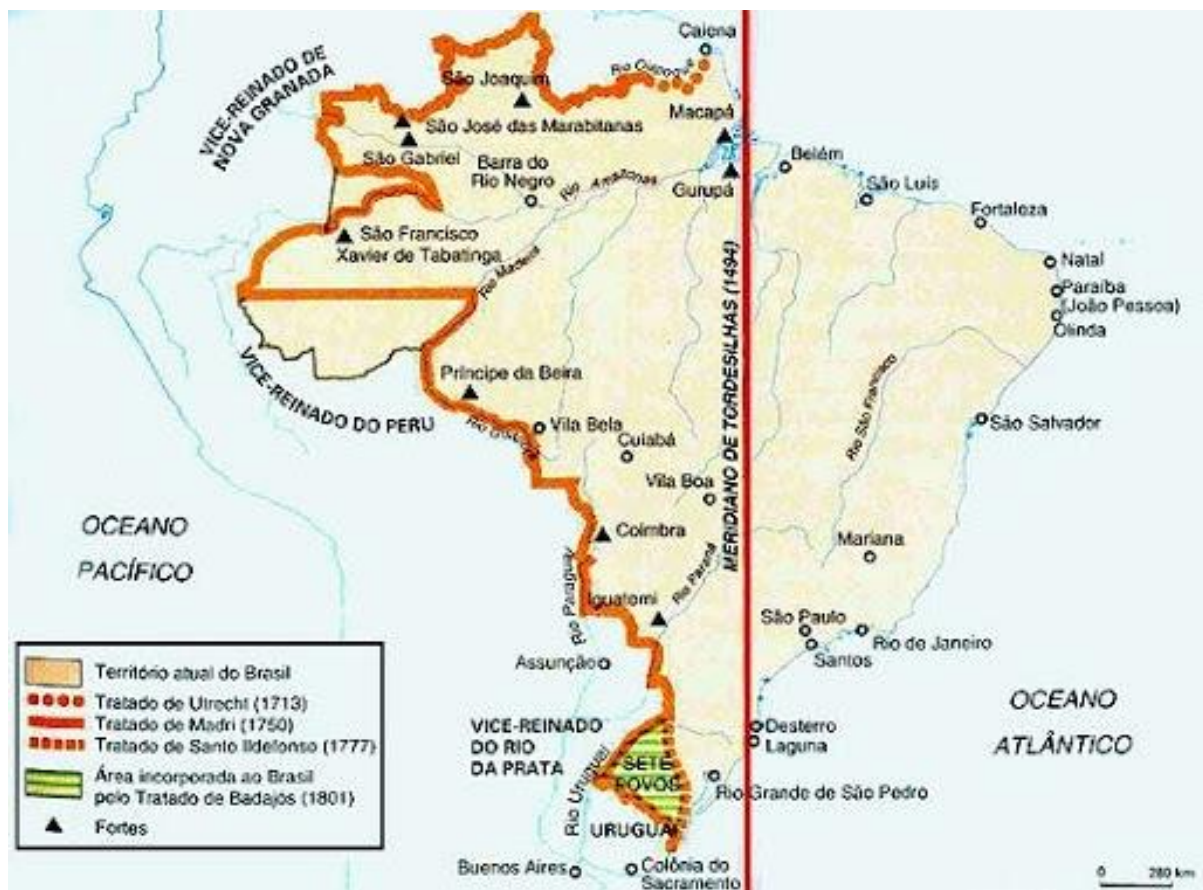 Caiena
Rio Oiapoque
VICE-REINADO DE
NOVA GRANADA
São Joaquim
Macapá
São José das Marabitanas
São Gabriel
Barra do
Rio Negro
Rio Amazonas
Gurupá
Belém
São Luís
Fortaleza
São Francisco
Xavier de Tabatinga
Rio Madeira
MERIDIANO DE TORDESILHAS (1494)
Natal
Paraíba
(João Pessoa)
Olinda
Príncipe da Beira
VICE-REINADO DO PERU
Rio São Francisco
Vila Bela
Cuiabá
São Salvador
Vila Boa
OCEANO
PACÍFICO
Coimbra
Mariana
Rio Paraguay
Rio Paraná
Iguatemi
São Paulo
Santos
Rio de Janeiro
Território atual do Brasil
Tratado de Utrecht (1713)
Tratado de Madri (1750)
Tratado de Santo Ildefonso (1777)
Área incorporada ao Brasil
pelo Tratado de Badajós (1801)
Fortes
Assunção
VICE-REINADO
DO RIO
DA PRATA
OCEANO
ATLÂNTICO
Desterro
Laguna
SETE
POVOS
Rio Uruguai
Rio Grande de São Pedro
URUGUAI
Buenos Aires
Colônia do
Sacramento
0 280 km